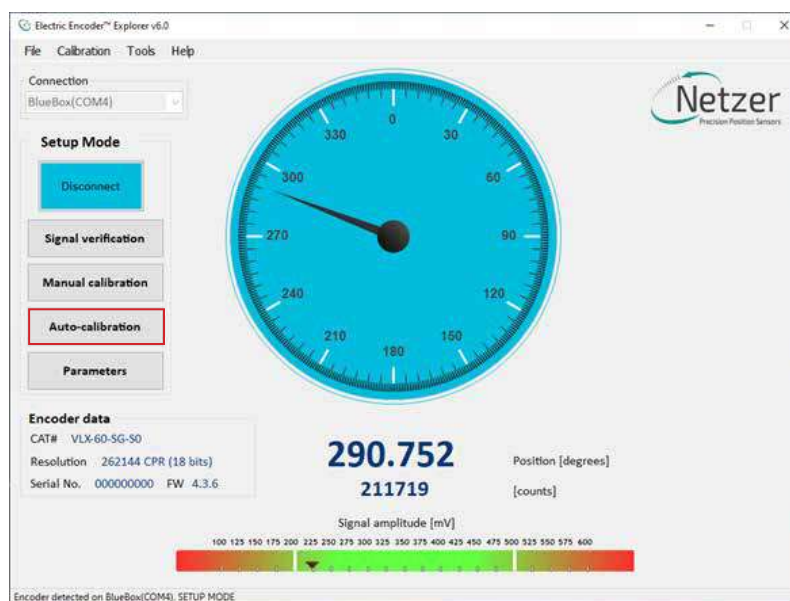 Electric Encoder™ Explorer v6.0
File Calibration Tools Help
Connection
BlueBox(COM4)
Netzer
Precision Position Sensors
Setup Mode
Disconnect
Signal verification
Manual calibration
Auto-calibration
Parameters
0
30
60
90
120
150
180
210
240
270
300
330
Encoder data
CAT# VLX-60-SG-S0
Resolution 262144 CPR (18 bits)
Serial No. 000000000 FW 4.3.6
290.752 Position [degrees]
211719 [counts]
Signal amplitude [mV]
100 125 150 175 200 225 250 275 300 325 350 375 400 425 450 475 500 525 550 575 600
Encoder detected on BlueBox(COM4). SETUP MODE